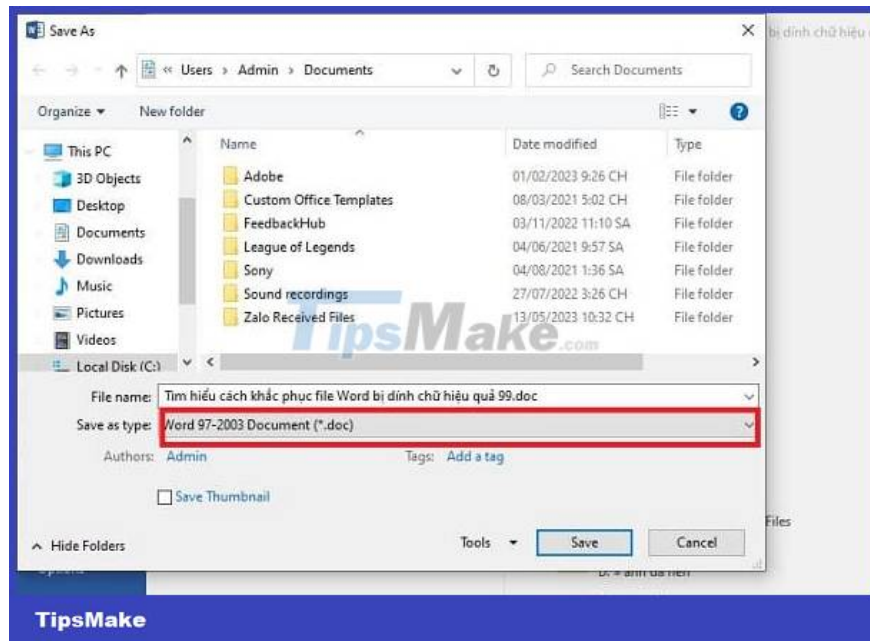 Save As
bị dính chữ hiệu
« Users > Admin > Documents
Search Documents
Organize
New folder
This PC
3D Objects
Desktop
Documents
Downloads
Music
Pictures
Videos
Local Disk (C:)
Name Date modified Type
Adobe 01/02/2023 9:26 CH File folder
Custom Office Templates 08/03/2021 5:02 CH File folder
FeedbackHub 03/11/2022 11:10 SA File folder
League of Legends 04/06/2021 9:57 SA File folder
Sony 04/08/2021 1:36 SA File folder
Sound recordings 27/07/2022 3:26 CH File folder
Zalo Received Files 13/05/2023 10:32 CH File folder
TipsMake.com
File name: Tìm hiểu cách khắc phục file Word bị dính chữ hiệu quả 99.doc
Save as type: Word 97-2003 Document (*.doc)
Authors: Admin Tags: Add a tag
Save Thumbnail
Files
Hide Folders Tools Save Cancel
TipsMake